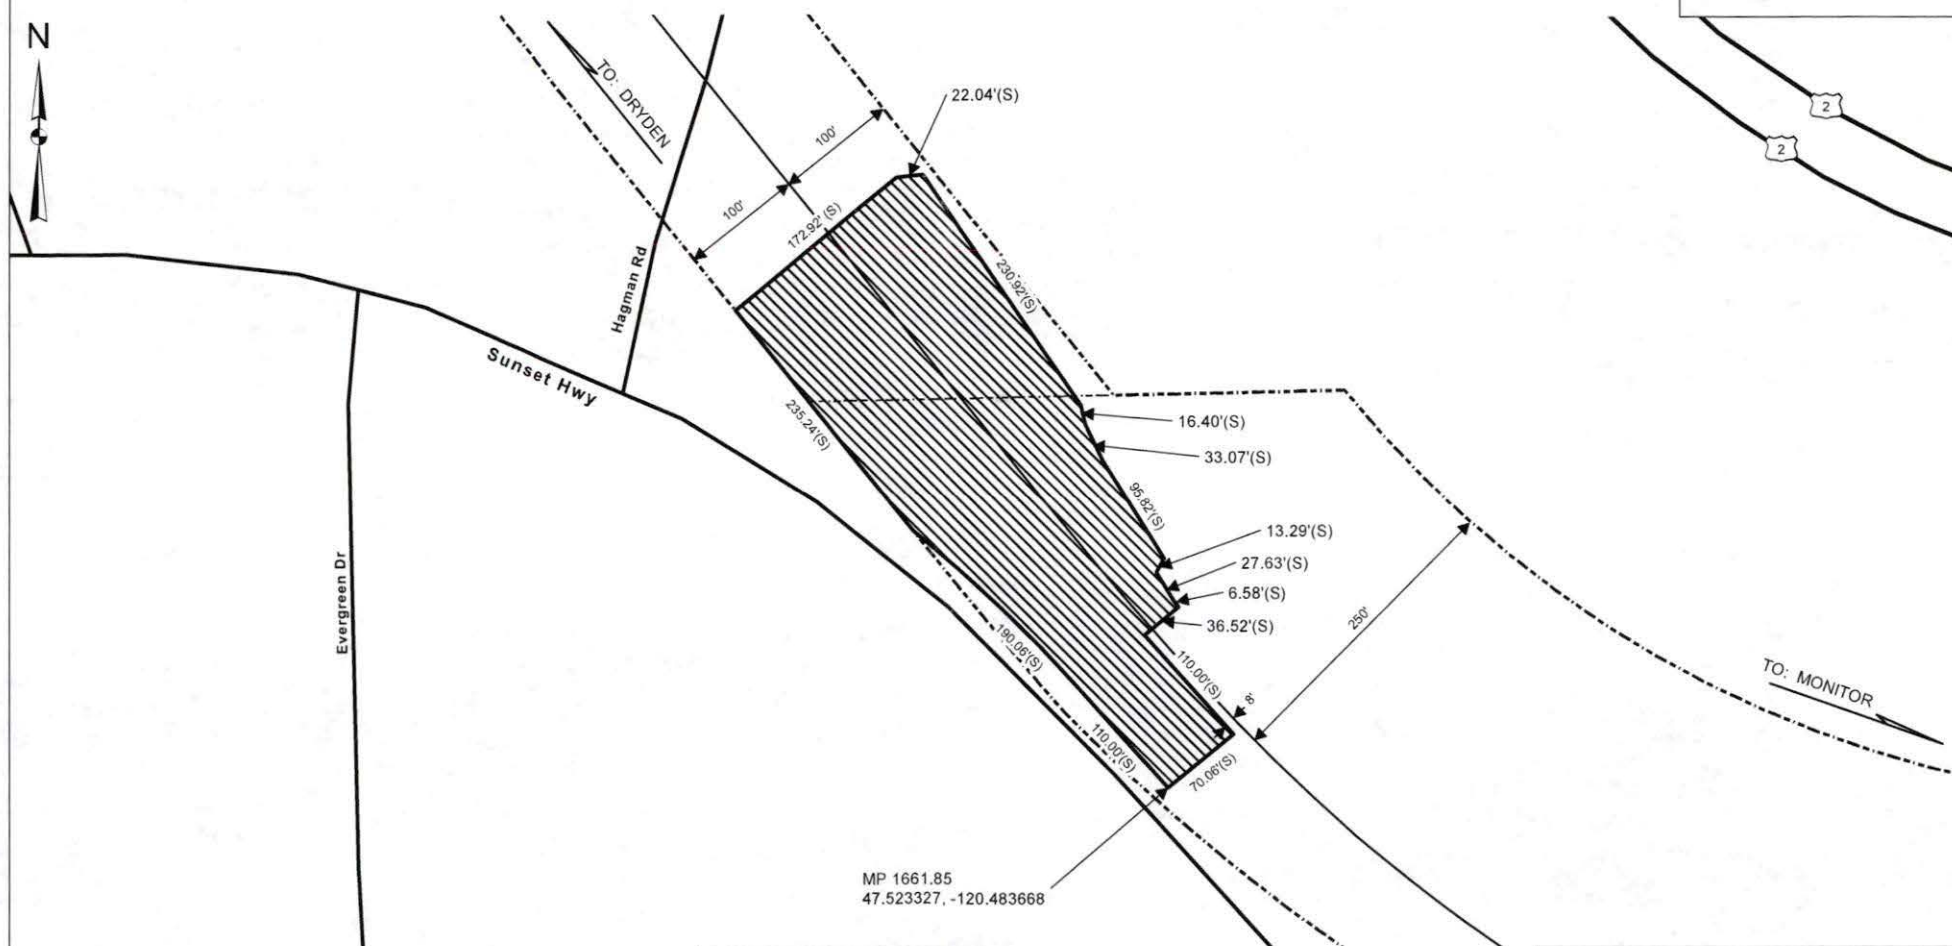 N
TO: DRYDEN
22.04'(S)
2
2
100'
100'
172.92' (S)
Hagman Rd
230.92'(S)
Sunset Hwy
235.24'(S)
16.40'(S)
33.07'(S)
95.82'(S)
13.29'(S)
27.63'(S)
6.58'(S)
36.52'(S)
Evergreen Dr
250'
190.06'(S)
110.00'(S)
8'
TO: MONITOR
110.00'(S)
70.06'(S)
MP 1661.85
47.523327, -120.483668